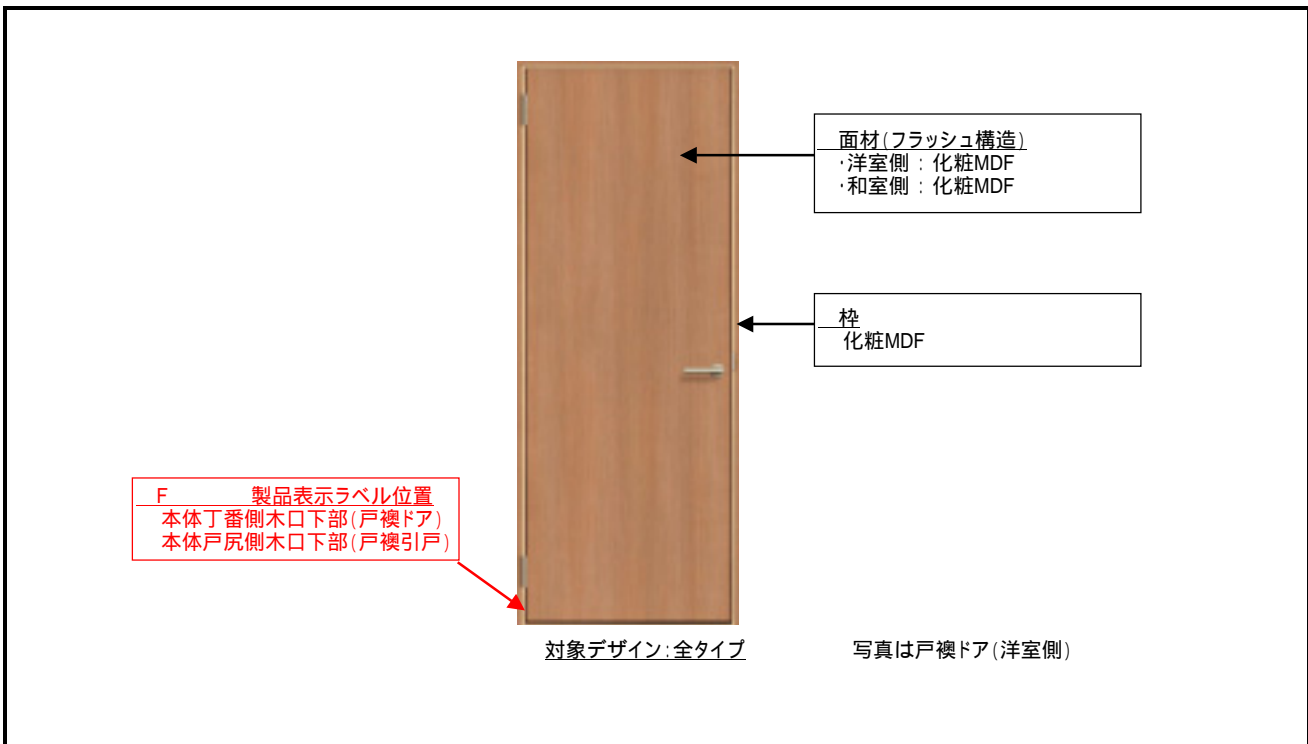 面材(フラッシュ構造)
･洋室側 : 化粧MDF
･和室側 : 化粧MDF
枠
化粧MDF
F 製品表示ラベル位置
本体丁番側木口下部(戸襖ドア)
本体戸尻側木口下部(戸襖引戸)
対象デザイン:全タイプ 写真は戸襖ドア(洋室側)